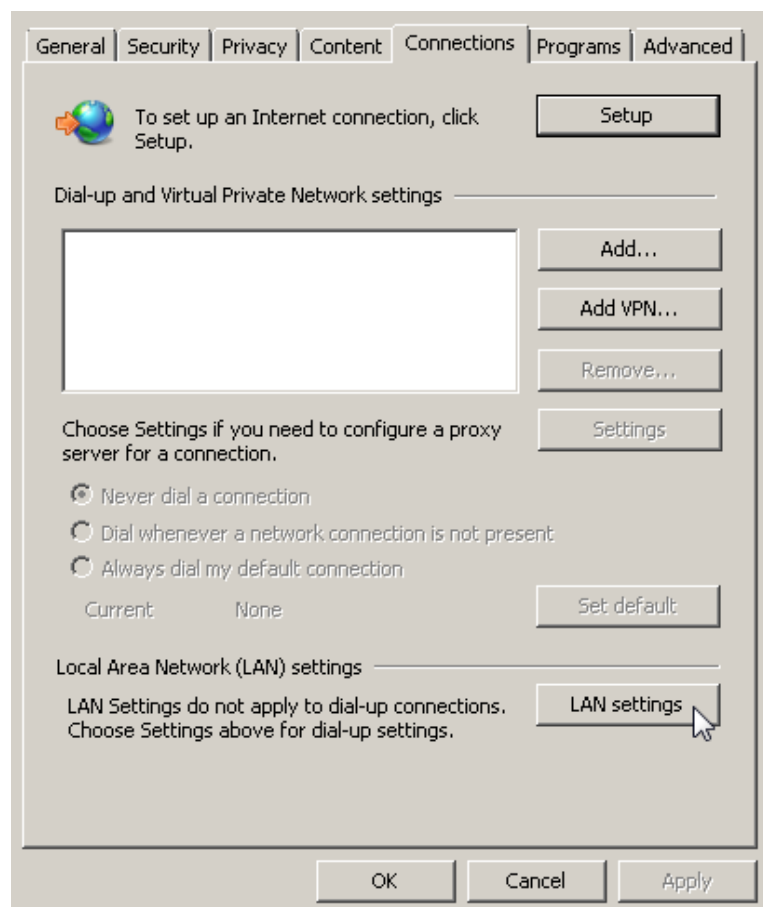 General Security Privacy Content Connections Programs Advanced
To set up an Internet connection, click
Setup.
Setup
Dial-up and Virtual Private Network settings
Add...
Add VPN...
Remove...
Choose Settings if you need to configure a proxy
server for a connection.
Settings
Never dial a connection
Dial whenever a network connection is not present
Always dial my default connection
Current None
Set default
Local Area Network (LAN) settings
LAN Settings do not apply to dial-up connections.
Choose Settings above for dial-up settings.
LAN settings
OK Cancel Apply